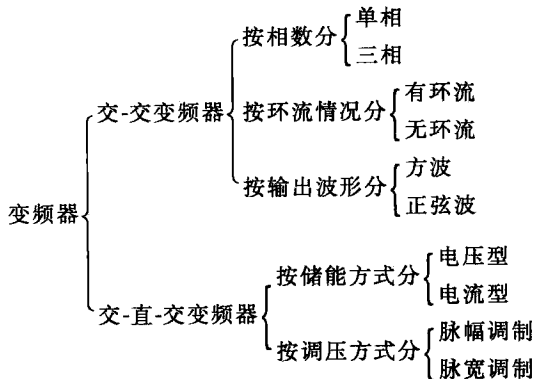 变频器
交-交变频器
按相数分
单相
三相
按环流情况分
有环流
无环流
按输出波形分
方波
正弦波
交-直-交变频器
按储能方式分
电压型
电流型
按调压方式分
脉幅调制
脉宽调制